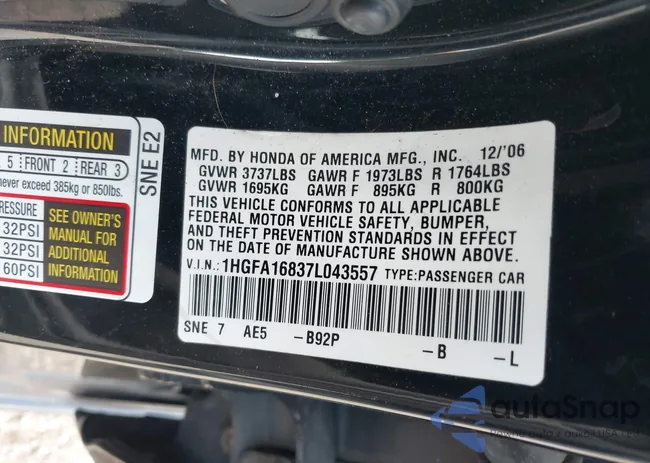 INFORMATION
5 FRONT 2 REAR 3
never exceed 385kg or 850lbs.
PRESSURE
32PSI
32PSI
60PSI
SEE OWNER'S
MANUAL FOR
ADDITIONAL
INFORMATION
SNE E2
MFD. BY HONDA OF AMERICA MFG., INC. 12/'06
GVWR 3737LBS GAWR F 1973LBS R 1764LBS
GVWR 1695KG GAWR F 895KG R 800KG
THIS VEHICLE CONFORMS TO ALL APPLICABLE
FEDERAL MOTOR VEHICLE SAFETY, BUMPER,
AND THEFT PREVENTION STANDARDS IN EFFECT
ON THE DATE OF MANUFACTURE SHOWN ABOVE.
V.I.N.: 1HGFA16837L043557 TYPE:PASSENGER CAR
SNE 7 AE5 -B92P -B -L
autoSnap